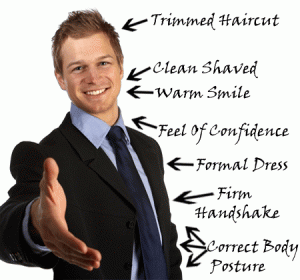 Trimmed Haircut
Clean Shaved
Warm Smile
Feel Of Confidence
Formal Dress
Firm
Handshake
Correct Body
Posture